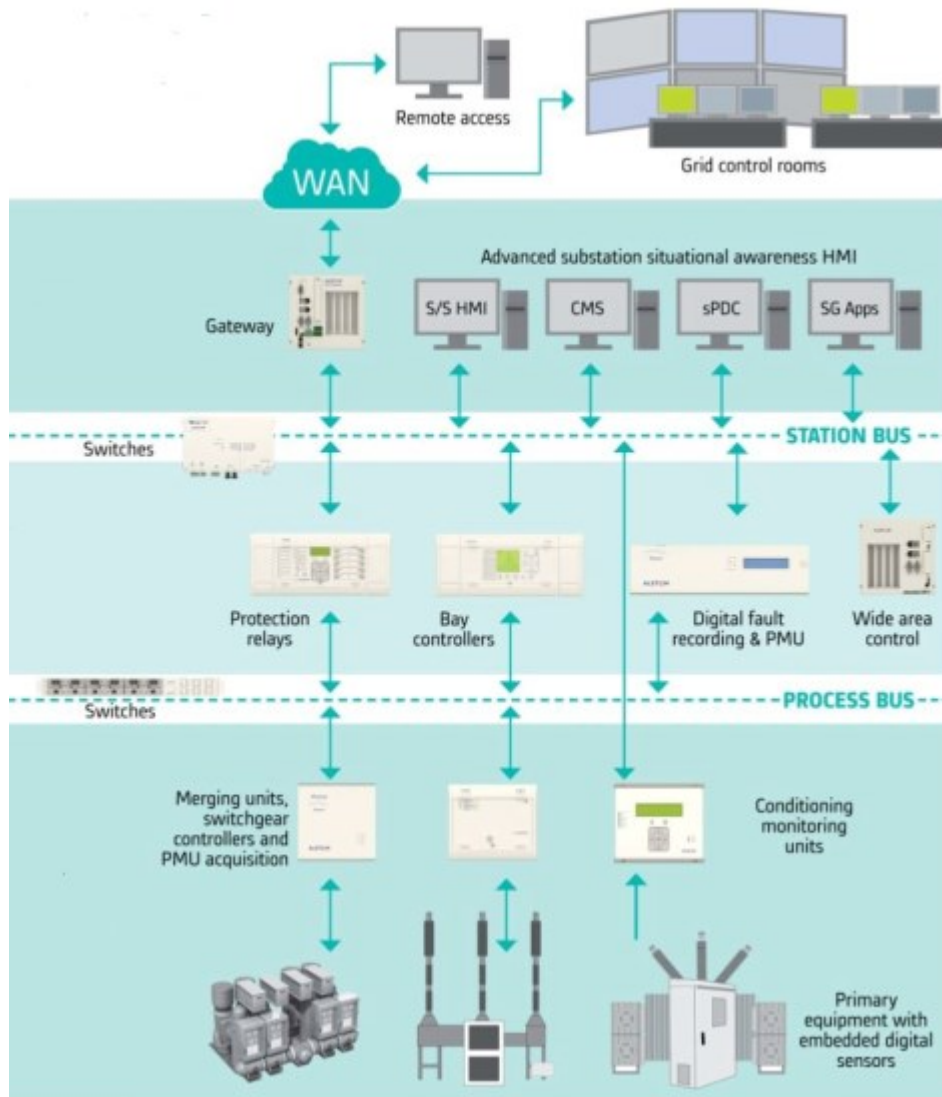 Remote access
Grid control rooms
WAN
Advanced substation situational awareness HMI
Gateway
S/S HMI
CMS
sPDC
SG Apps
STATION BUS
Switches
Protection
relays
Bay
controllers
Digital fault
recording & PMU
Wide area
control
PROCESS BUS
Switches
Merging units,
switchgear
controllers and
PMU acquisition
Conditioning
monitoring
units
Primary
equipment with
embedded digital
sensors